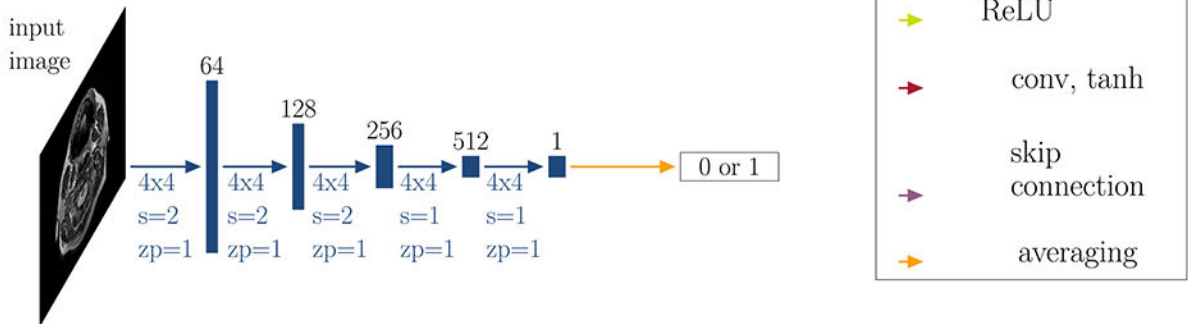 input
image
64
128
256
512
1
4x4
s=2
zp=1
4x4
s=2
zp=1
4x4
s=2
zp=1
4x4
s=1
zp=1
4x4
s=1
zp=1
0 or 1
ReLU
conv, tanh
skip
connection
averaging